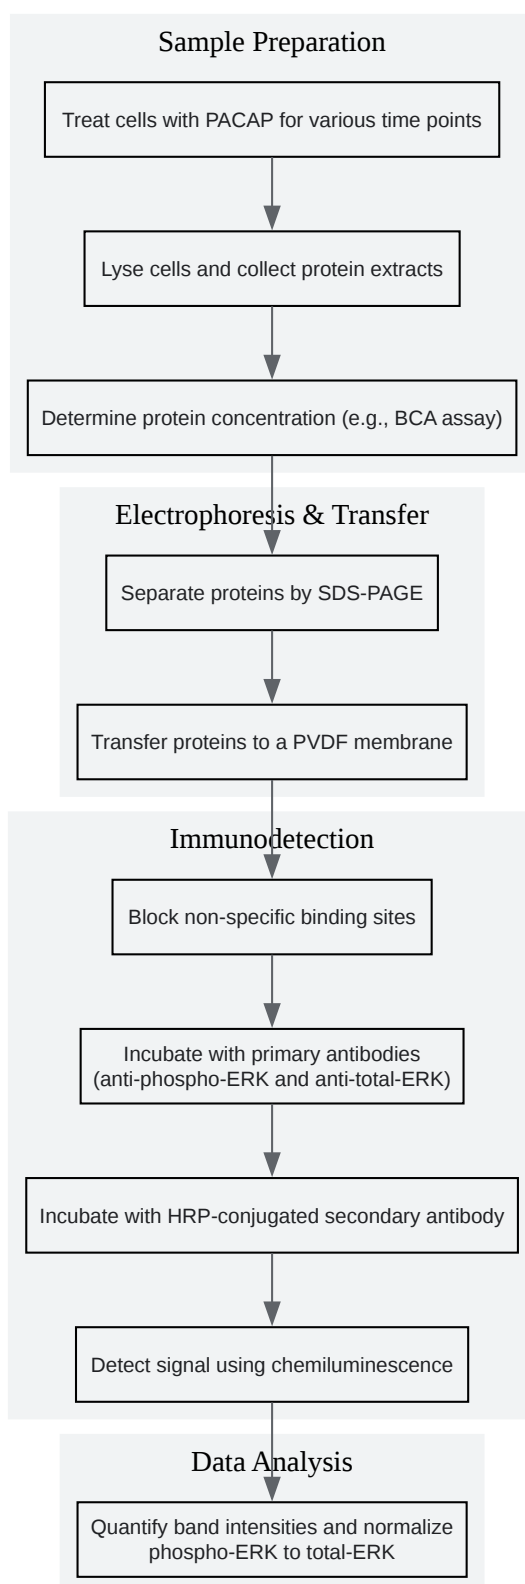 Sample Preparation
Treat cells with PACAP for various time points
Lyse cells and collect protein extracts
Determine protein concentration (e.g., BCA assay)
Electrophoresis & Transfer
Separate proteins by SDS-PAGE
Transfer proteins to a PVDF membrane
Immunodetection
Block non-specific binding sites
Incubate with primary antibodies
(anti-phospho-ERK and anti-total-ERK)
Incubate with HRP-conjugated secondary antibody
Detect signal using chemiluminescence
Data Analysis
Quantify band intensities and normalize
phospho-ERK to total-ERK